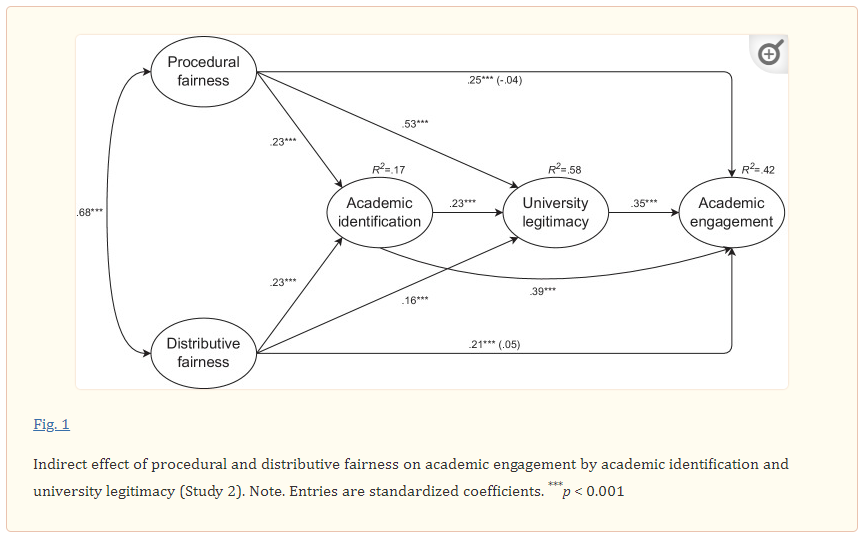 Procedural
fairness
.25*** (-.04)
.53***
.23***
R²=.17
R²=.58
R²=.42
Academic
identification
.23***
University
legitimacy
.35***
Academic
engagement
.68***
.23***
.16***
.39***
Distributive
fairness
.21*** (.05)
Fig. 1
Indirect effect of procedural and distributive fairness on academic engagement by academic identification and
university legitimacy (Study 2). Note. Entries are standardized coefficients. ***p < 0.001